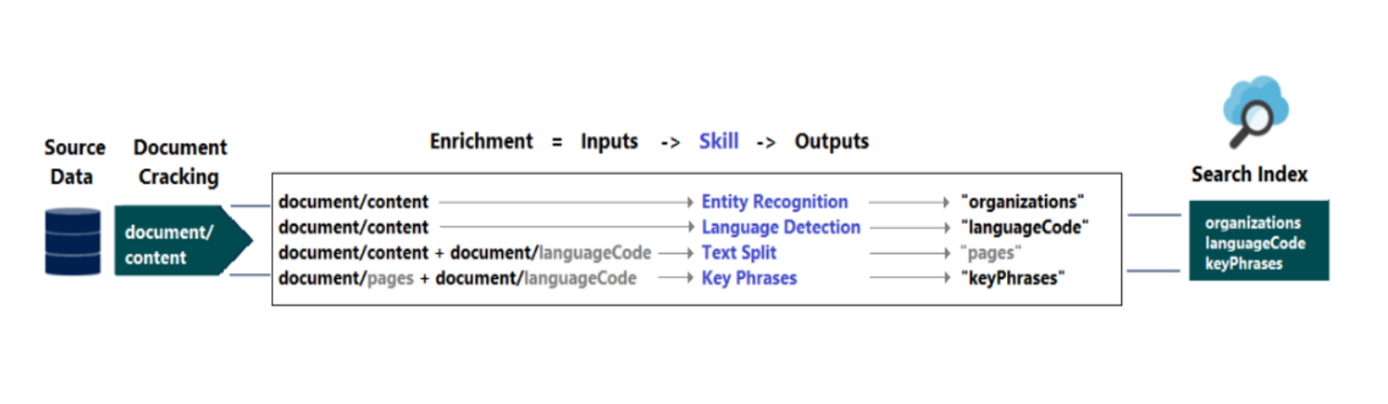 Enrichment = Inputs -> Skill -> Outputs
Source Data
Document Cracking
Search Index
document/
content
document/content Entity Recognition "organizations"
document/content Language Detection "languageCode"
document/content + document/languageCode Text Split "pages"
document/pages + document/languageCode Key Phrases "keyPhrases"
organizations
languageCode
keyPhrases